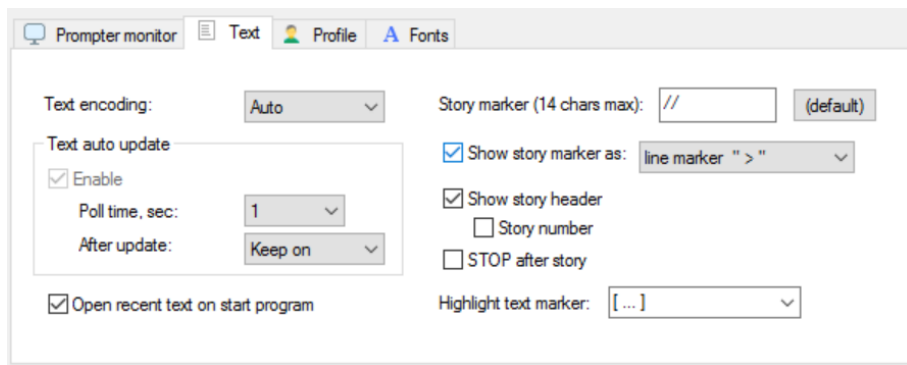 Prompter monitor Text Profile A Fonts
Text encoding: Auto
Text auto update
Enable
Poll time, sec: 1
After update: Keep on
Open recent text on start program
Story marker (14 chars max): // (default)
Show story marker as: line marker " > "
Show story header
Story number
STOP after story
Highlight text marker: [ ... ]